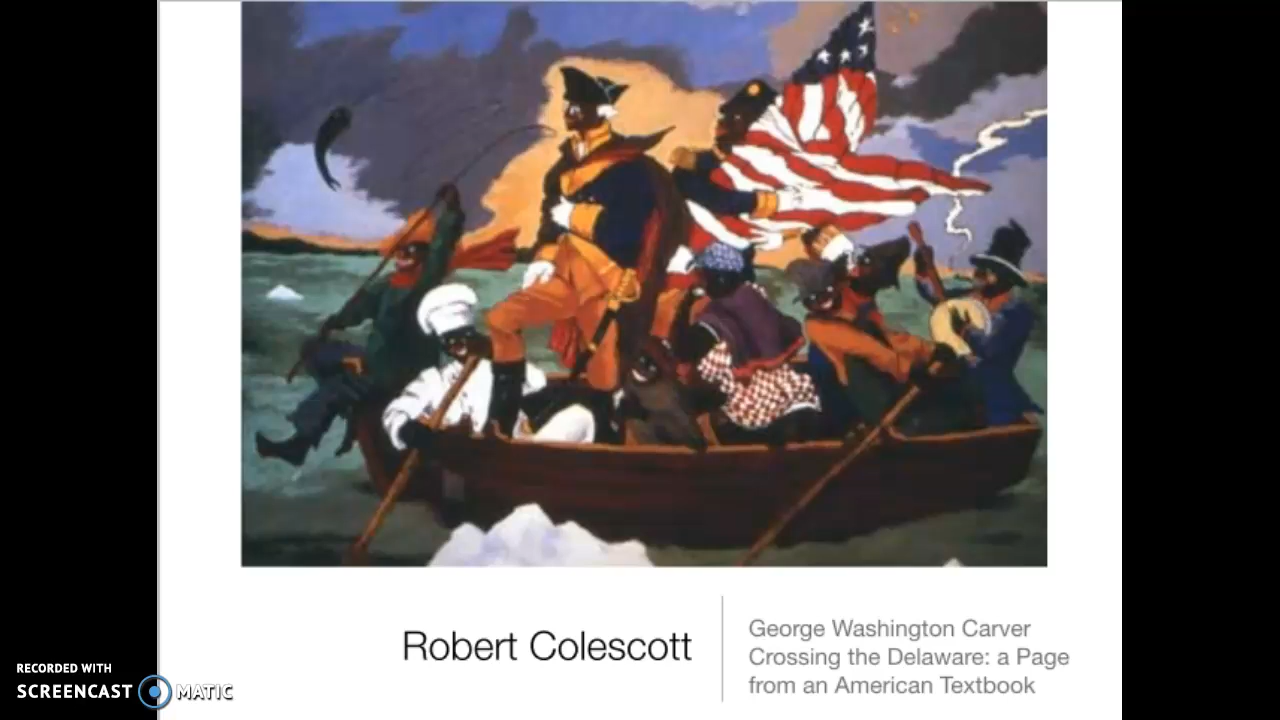 Robert Colescott
George Washington Carver
Crossing the Delaware: a Page
from an American Textbook
RECORDED WITH
SCREENCAST MATIC